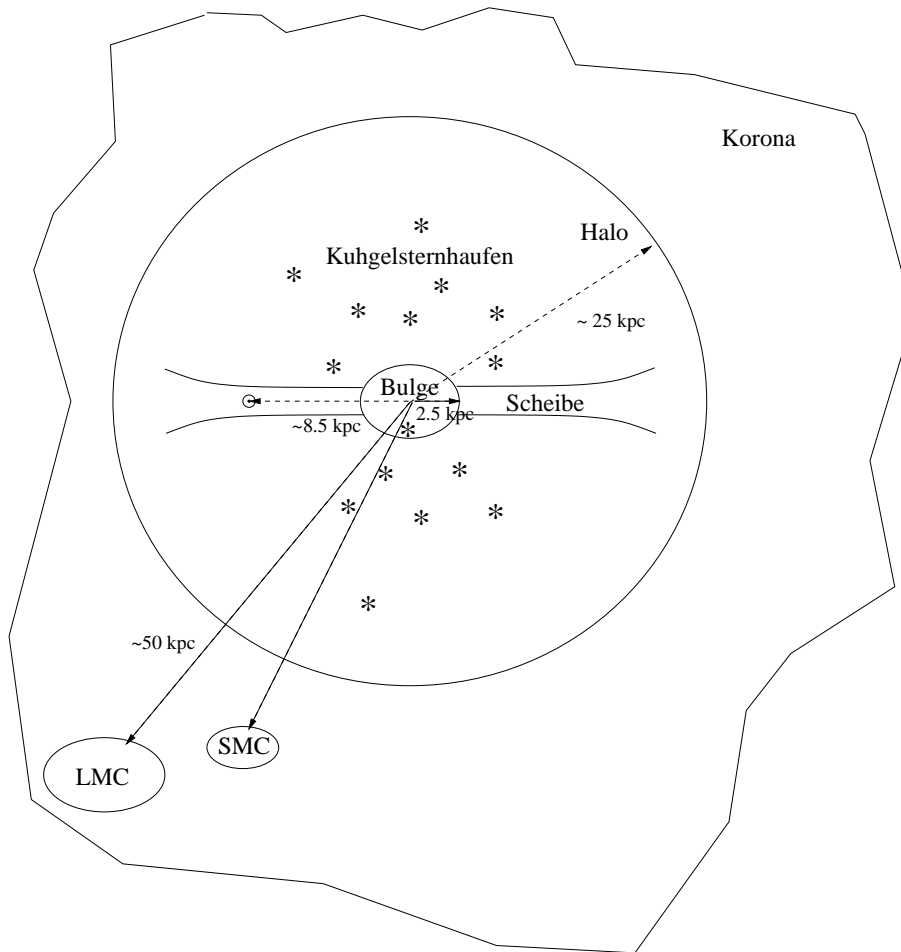 Korona
Halo
Kuhgelsternhaufen
~ 25 kpc
Bulge
2.5 kpc
Scheibe
~8.5 kpc
~50 kpc
SMC
LMC